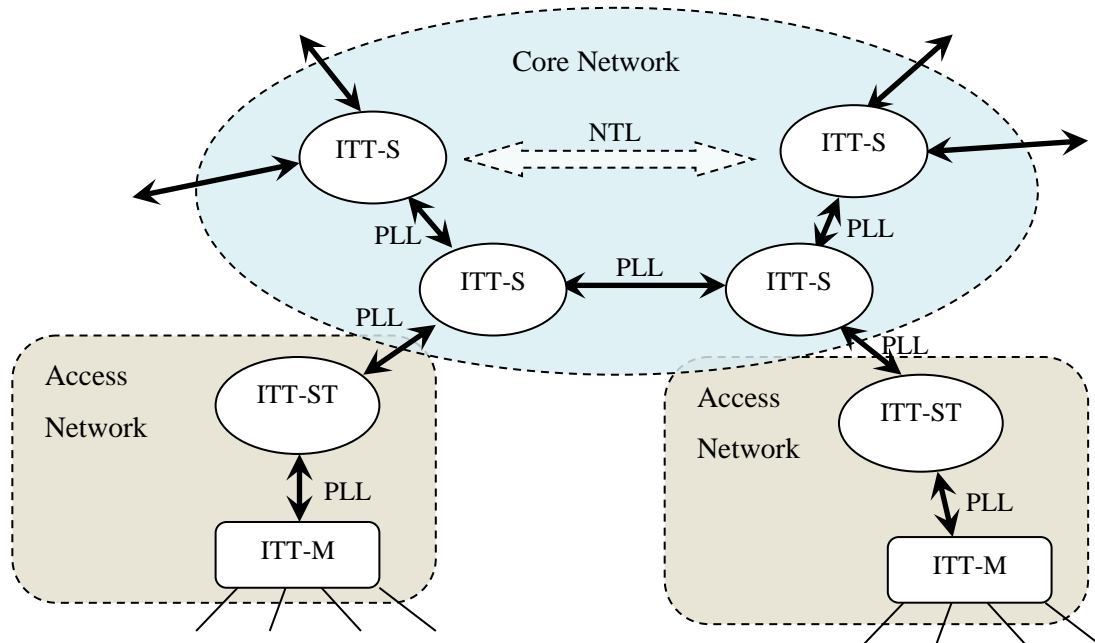 Core Network
ITT-S
NTL
ITT-S
PLL
PLL
ITT-S
PLL
ITT-S
PLL
PLL
Access
Network
ITT-ST
Access
Network
ITT-ST
PLL
PLL
ITT-M
ITT-M